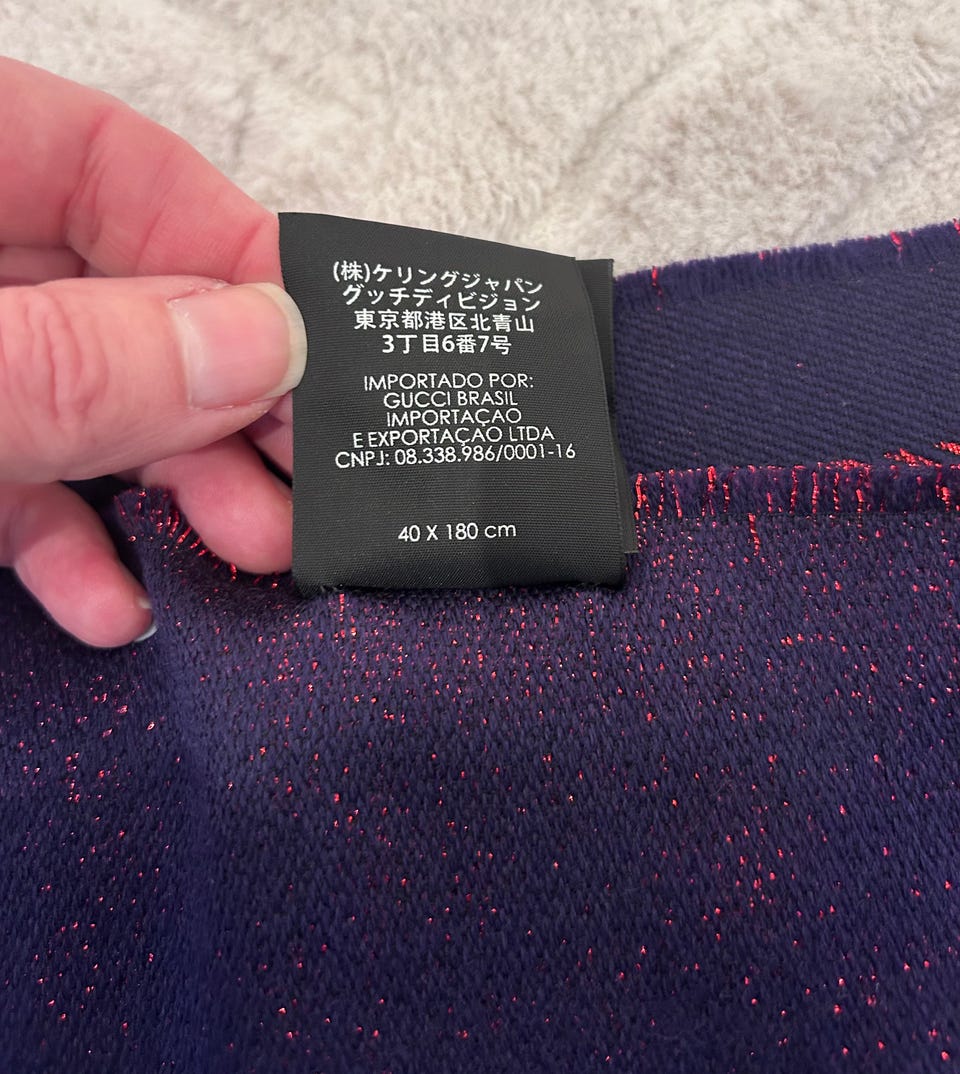 (株)ケリングジャパン
グッチディビジョン
東京都港区北青山
3丁目6番7号
IMPORTADO POR:
GUCCI BRASIL
IMPORTAÇAO
E EXPORTAÇAO LTDA
CNPJ: 08.338.986/0001-16
40 X 180 cm